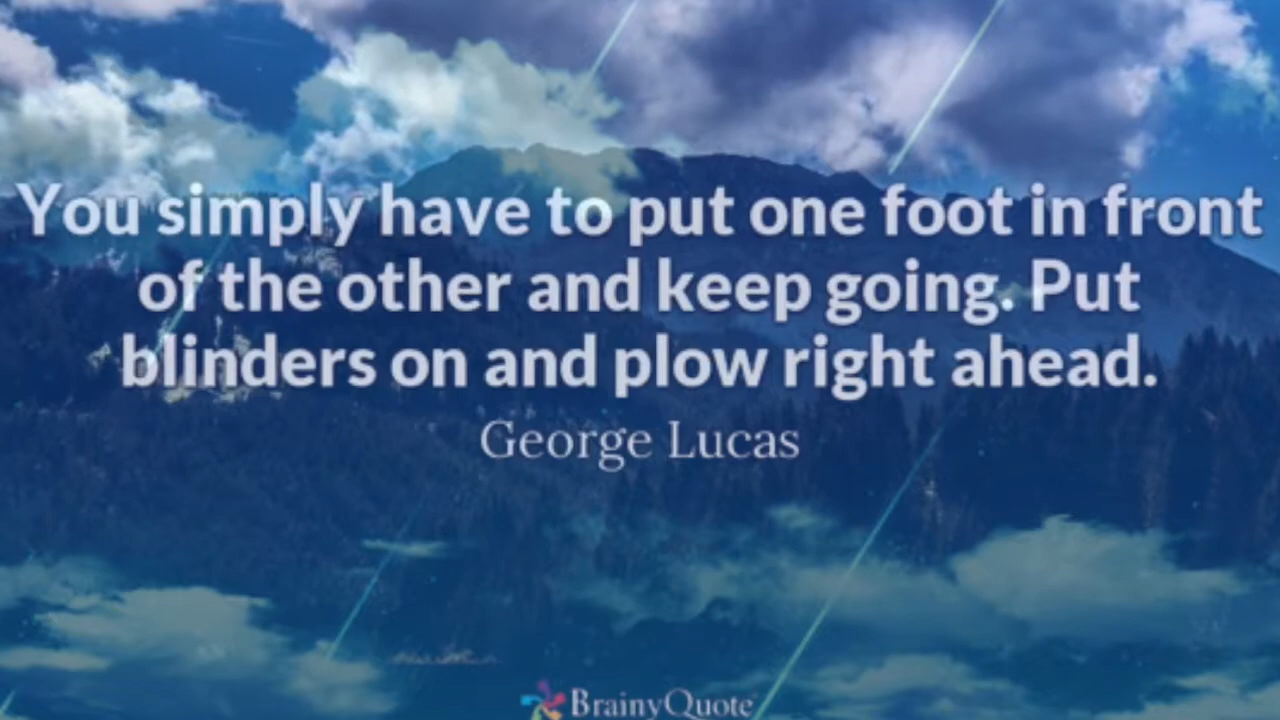 You simply have to put one foot in front
of the other and keep going. Put
blinders on and plow right ahead.
George Lucas
BrainyQuote